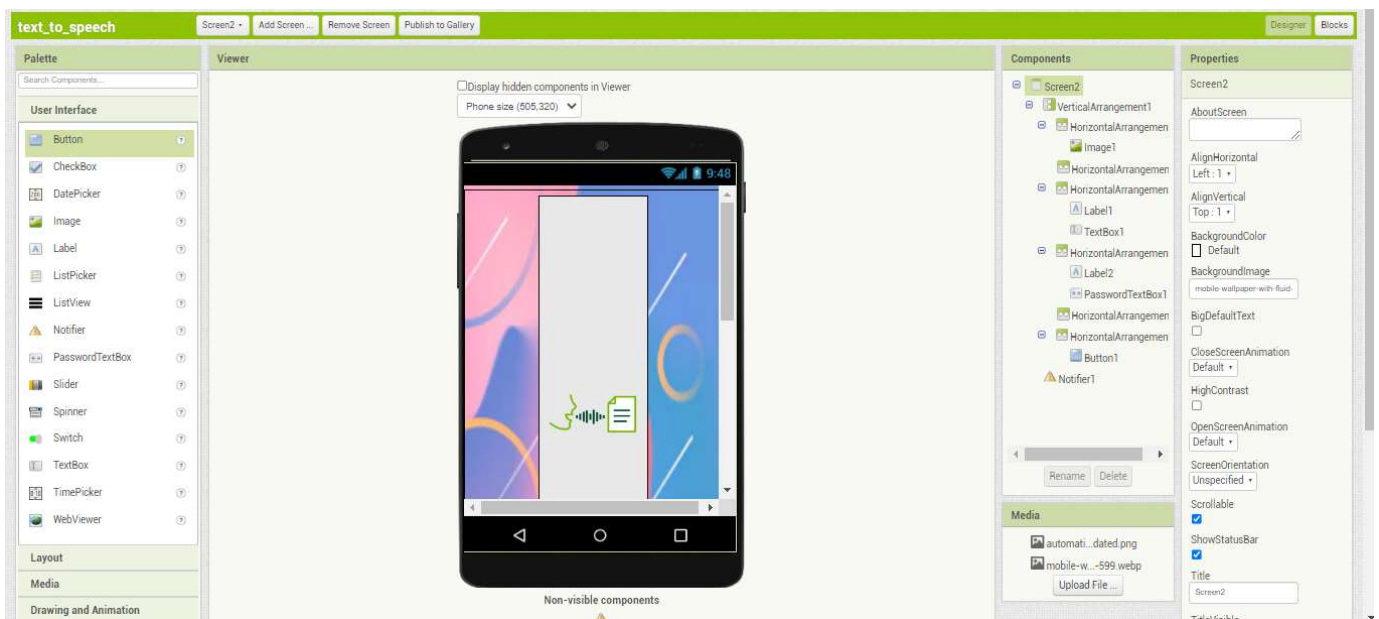 text_to_speech
Screen2
Add Screen ...
Remove Screen
Publish to Gallery
Designer
Blocks
Palette
Search Components...
User Interface
Button
CheckBox
DatePicker
Image
Label
ListPicker
ListView
Notifier
PasswordTextBox
Slider
Spinner
Switch
TextBox
TimePicker
WebViewer
Layout
Media
Drawing and Animation
Viewer
Display hidden components in Viewer
Phone size (505,320)
9:48
Non-visible components
Components
Screen2
VerticalArrangement1
HorizontalArrangemen
Image1
HorizontalArrangemen
HorizontalArrangemen
Label1
TextBox1
HorizontalArrangemen
Label2
PasswordTextBox1
HorizontalArrangemen
HorizontalArrangemen
Button1
Notifier1
Rename
Delete
Media
automati...dated.png
mobile-w...-599.webp
Upload File ...
Properties
Screen2
AboutScreen
AlignHorizontal
Left : 1
AlignVertical
Top : 1
BackgroundColor
Default
BackgroundImage
mobile-wallpaper-with-fluid-
BigDefaultText
CloseScreenAnimation
Default
HighContrast
OpenScreenAnimation
Default
ScreenOrientation
Unspecified
Scrollable
ShowStatusBar
Title
Screen2